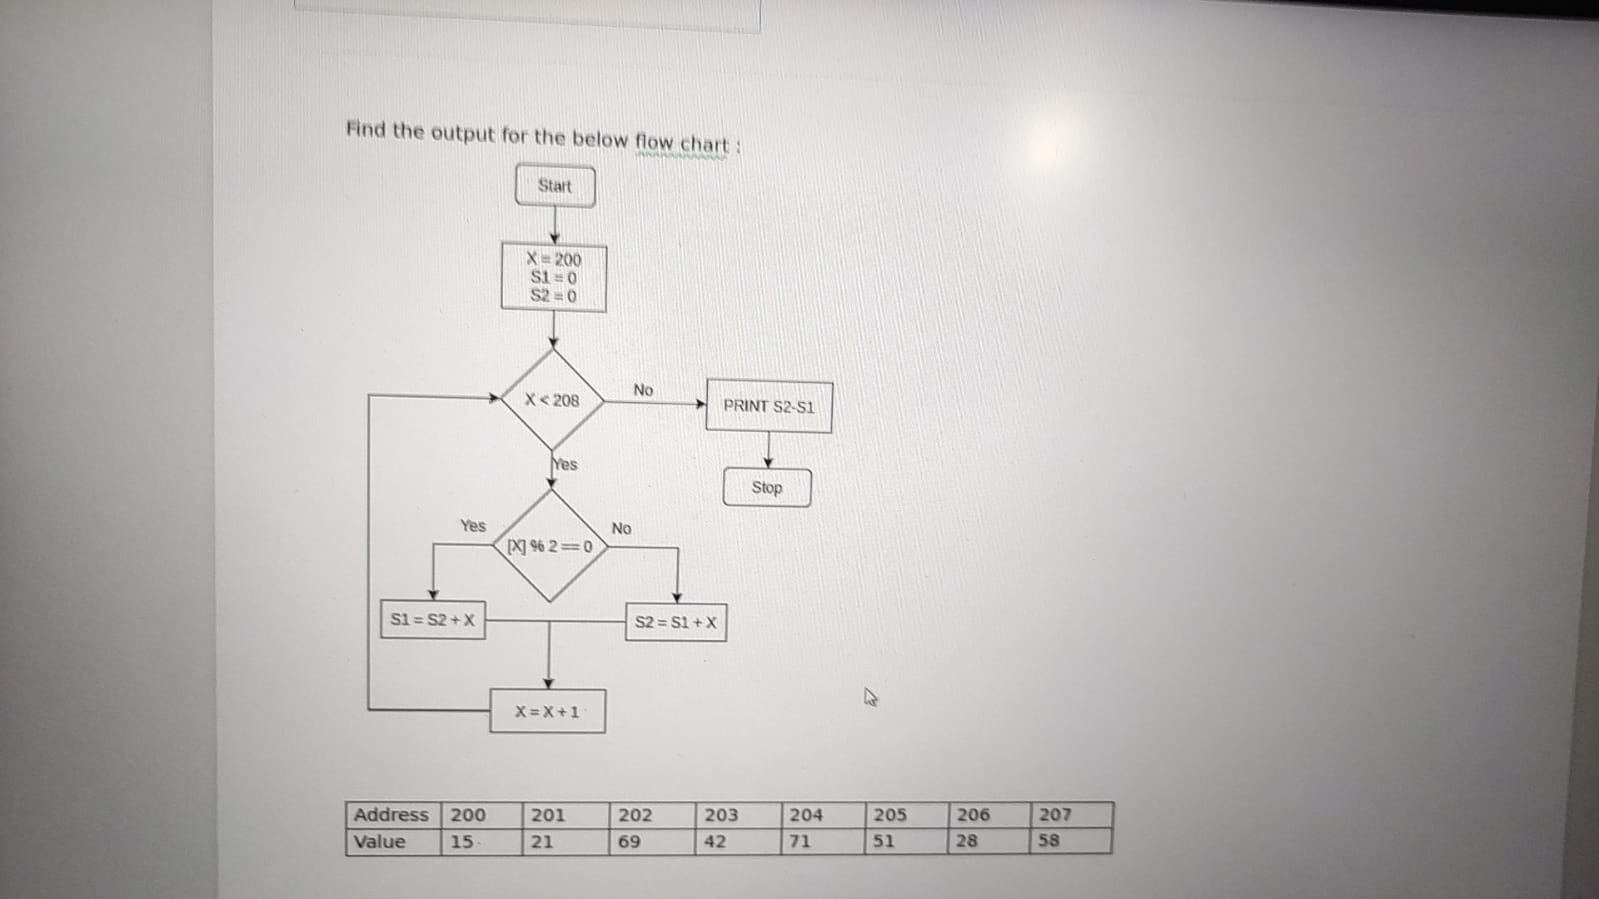 Find the output for the below flow chart :
Start
X = 200
S1 = 0
S2 = 0
X < 208
No
PRINT S2-S1
Yes
Stop
Yes
No
[X] % 2 == 0
S1 = S2 + X
S2 = S1 + X
X = X + 1
Address 200 201 202 203 204 205 206 207
Value 15 21 69 42 71 51 28 58